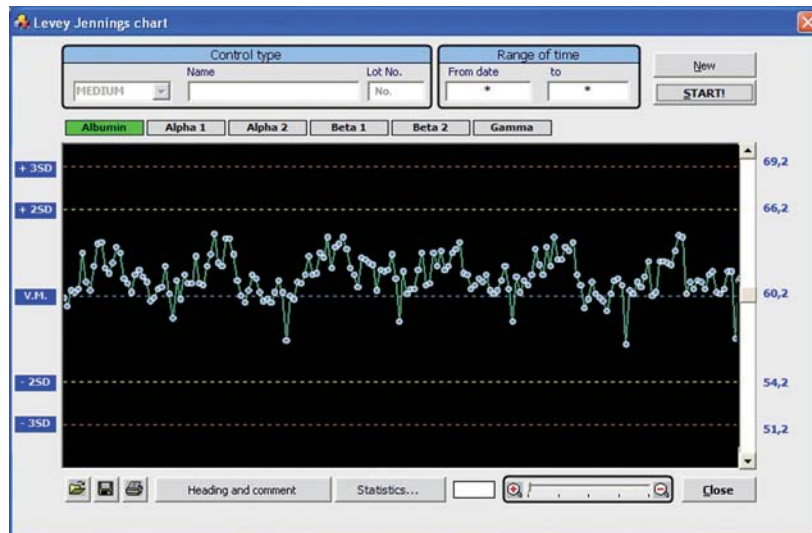 Levey Jennings chart
Control type
Name Lot No.
MEDIUM No.
Range of time
From date to
* *
New
START!
Albumin Alpha 1 Alpha 2 Beta 1 Beta 2 Gamma
+ 3SD 69,2
+ 2SD 66,2
V.M. 60,2
- 2SD 54,2
- 3SD 51,2
Heading and comment Statistics... Close